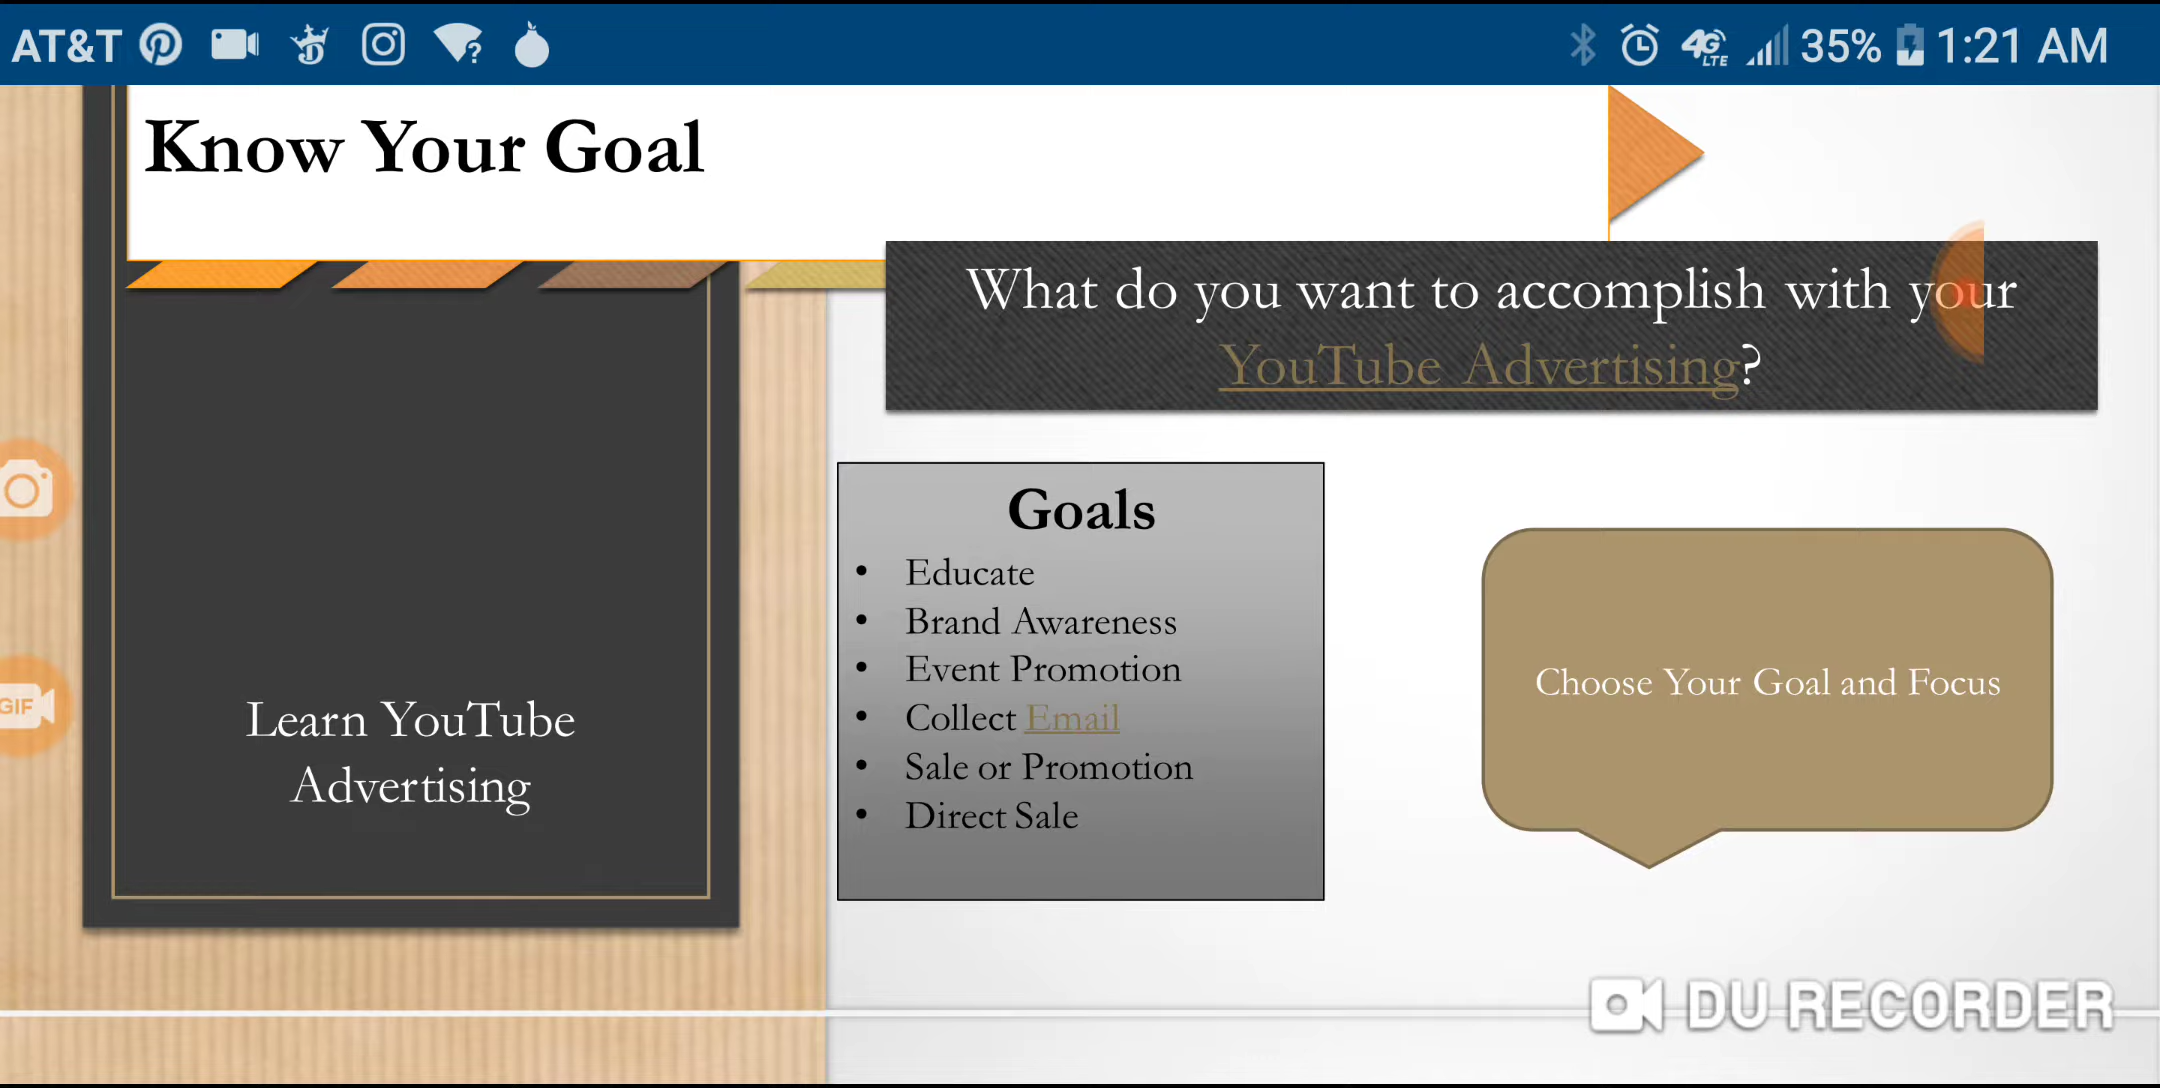 AT&T 4G LTE 35% 1:21 AM
Know Your Goal
What do you want to accomplish with your
YouTube Advertising?
Goals
• Educate
• Brand Awareness
• Event Promotion
• Collect Email
• Sale or Promotion
• Direct Sale
Choose Your Goal and Focus
Learn YouTube
Advertising
GIF
DU RECORDER